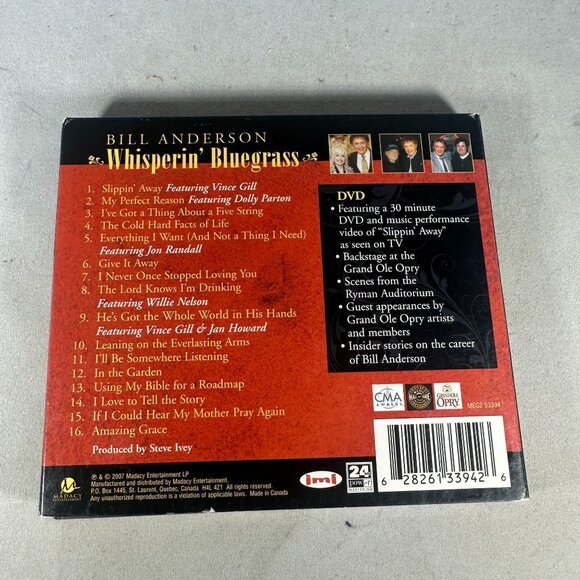 BILL ANDERSON
Whisperin' Bluegrass
1. Slippin' Away Featuring Vince Gill
2. My Perfect Reason Featuring Dolly Parton
3. I've Got a Thing About a Five String
4. The Cold Hard Facts of Life
5. Everything I Want (And Not a Thing I Need)
Featuring Jon Randall
6. Give It Away
7. I Never Once Stopped Loving You
8. The Lord Knows I'm Drinking
Featuring Willie Nelson
9. He's Got the Whole World in His Hands
Featuring Vince Gill & Jan Howard
10. Leaning on the Everlasting Arms
11. I'll Be Somewhere Listening
12. In the Garden
13. Using My Bible for a Roadmap
14. I Love to Tell the Story
15. If I Could Hear My Mother Pray Again
16. Amazing Grace
Produced by Steve Ivey
DVD
• Featuring a 30 minute
DVD and music performance
video of "Slippin' Away"
as seen on TV
• Backstage at the
Grand Ole Opry
• Scenes from the
Ryman Auditorium
• Guest appearances by
Grand Ole Opry artists
and members
• Insider stories on the career
of Bill Anderson
CMA
AWARDS
GRAND OLE
OPRY
MEG2 53394
MADACY
ENTERTAINMENT
℗ & © 2007 Madacy Entertainment LP
Manufactured and distributed by Madacy Entertainment,
P.O. Box 1445, St. Laurent, Quebec, Canada H4L 4Z1 All rights reserved.
Any unauthorized reproduction is a violation of applicable laws. Made in Canada
iml
24
6 28261 33942 6